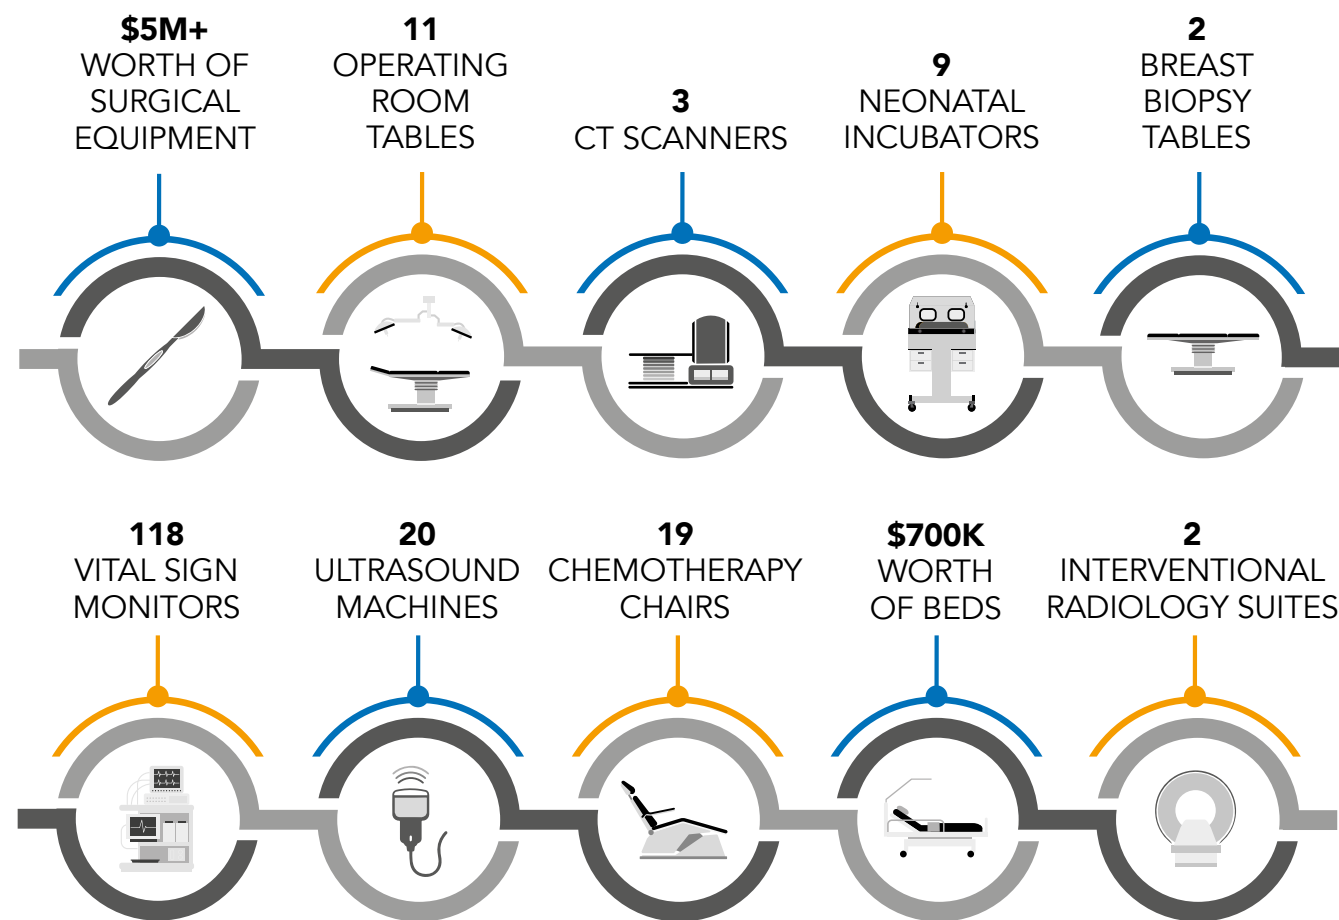 $5M+
WORTH OF
SURGICAL
EQUIPMENT
11
OPERATING
ROOM
TABLES
3
CT SCANNERS
9
NEONATAL
INCUBATORS
2
BREAST
BIOPSY
TABLES
118
VITAL SIGN
MONITORS
20
ULTRASOUND
MACHINES
19
CHEMOTHERAPY
CHAIRS
$700K
WORTH
OF BEDS
2
INTERVENTIONAL
RADIOLOGY SUITES